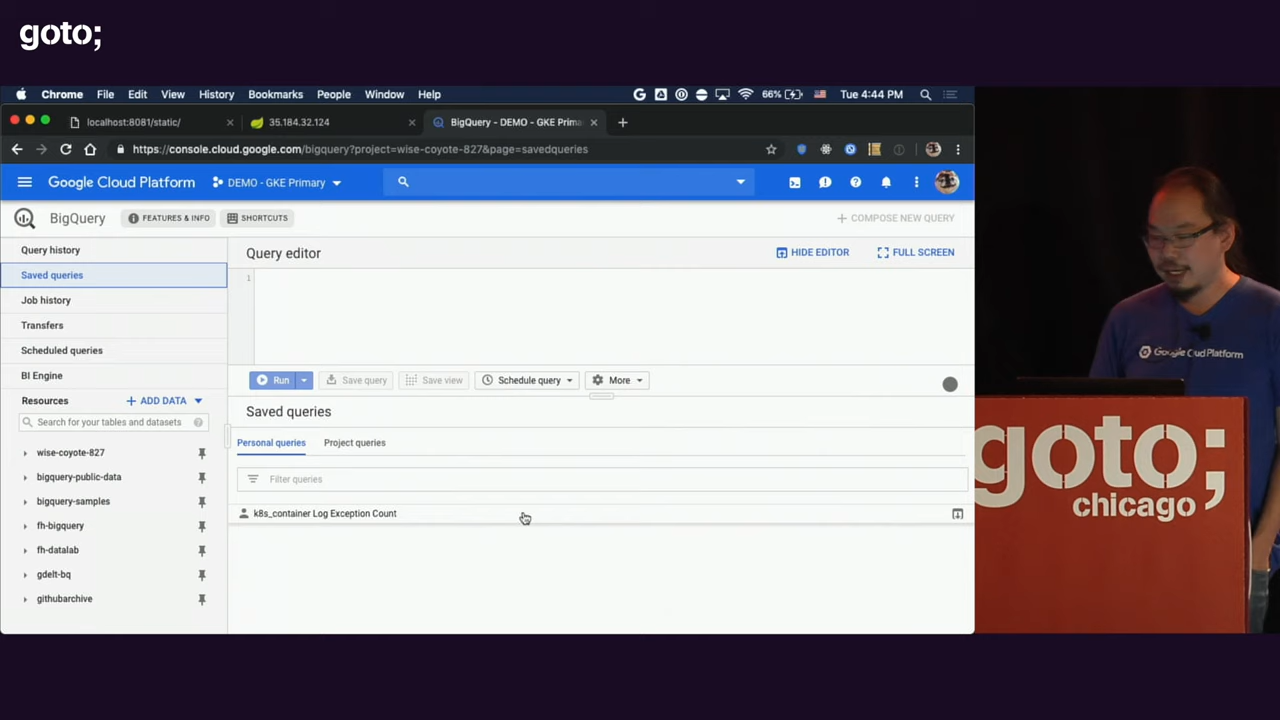 goto;
Chrome File Edit View History Bookmarks People Window Help 66% Tue 4:44 PM
localhost:8081/static/ 35.184.32.124 BigQuery - DEMO - GKE Prima
https://console.cloud.google.com/bigquery?project=wise-coyote-827&page=savedqueries
Google Cloud Platform DEMO - GKE Primary
BigQuery FEATURES & INFO SHORTCUTS COMPOSE NEW QUERY
Query history
Saved queries
Job history
Transfers
Scheduled queries
BI Engine
Resources ADD DATA
Search for your tables and datasets
wise-coyote-827
bigquery-public-data
bigquery-samples
fh-bigquery
fh-datalab
gdelt-bq
githubarchive
Query editor HIDE EDITOR FULL SCREEN
1
Run Save query Save view Schedule query More
Saved queries
Personal queries Project queries
Filter queries
k8s_container Log Exception Count
Google Cloud Platform
goto;
chicago